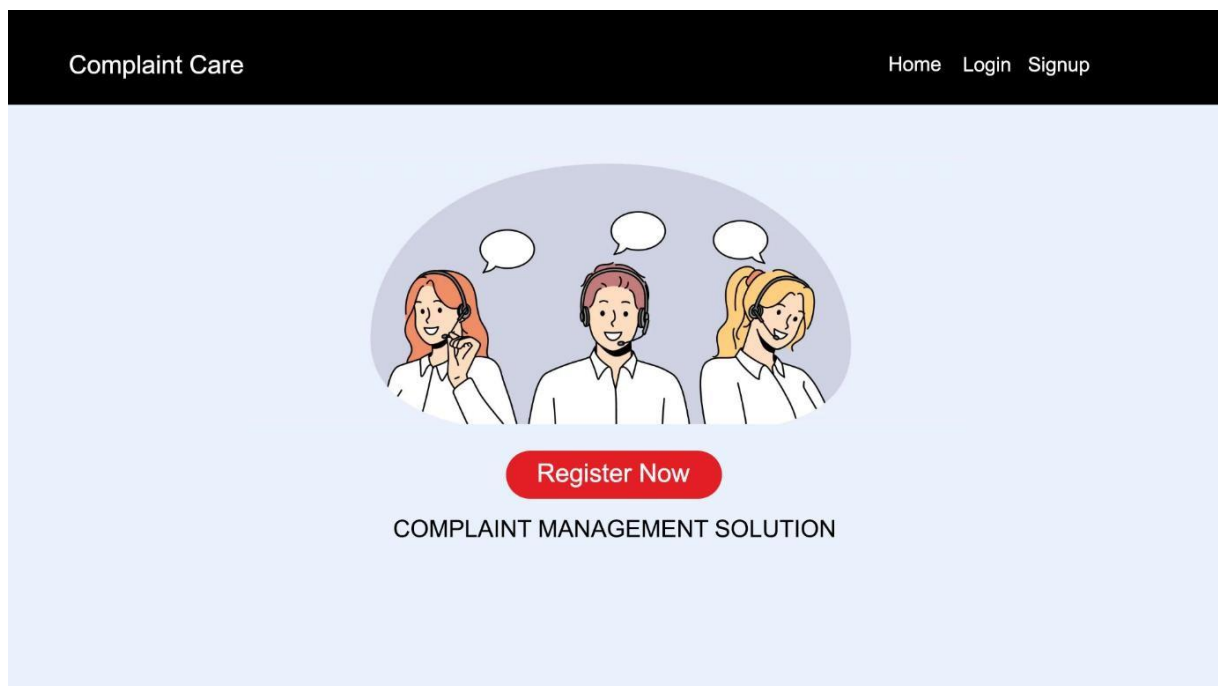 Complaint Care
Home Login Signup
Register Now
COMPLAINT MANAGEMENT SOLUTION